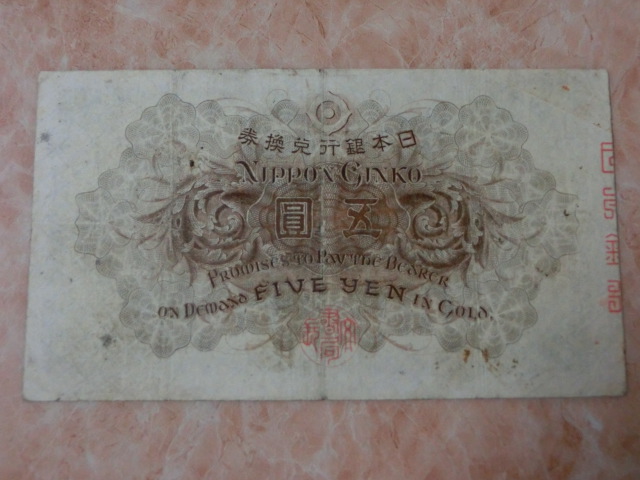 日本銀行兌換券
NIPPON GINKO
五圓
PROMISES TO PAY THE BEARER
ON DEMAND FIVE YEN IN GOLD.